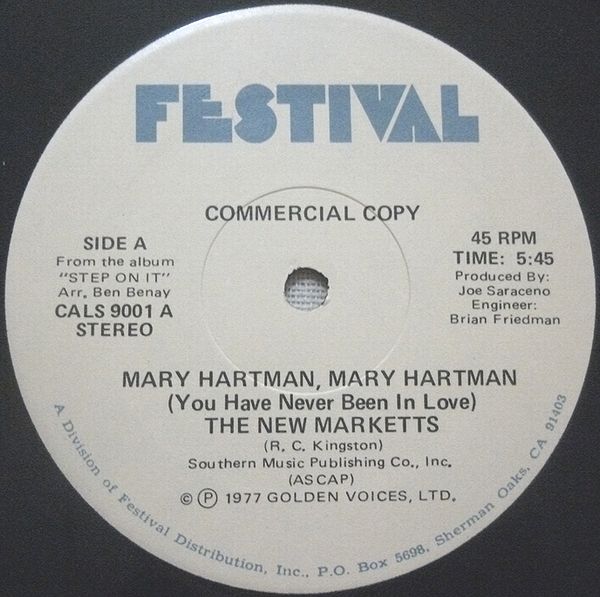 FESTIVAL
COMMERCIAL COPY
SIDE A
From the album
"STEP ON IT"
Arr. Ben Benay
CALS 9001 A
STEREO
45 RPM
TIME: 5:45
Produced By:
Joe Saraceno
Engineer:
Brian Friedman
MARY HARTMAN, MARY HARTMAN
(You Have Never Been In Love)
THE NEW MARKETTS
(R. C. Kingston)
Southern Music Publishing Co., Inc.
(ASCAP)
© ℗ 1977 GOLDEN VOICES, LTD.
A Division of Festival Distribution, Inc., P.O. Box 5698, Sherman Oaks, CA 91403